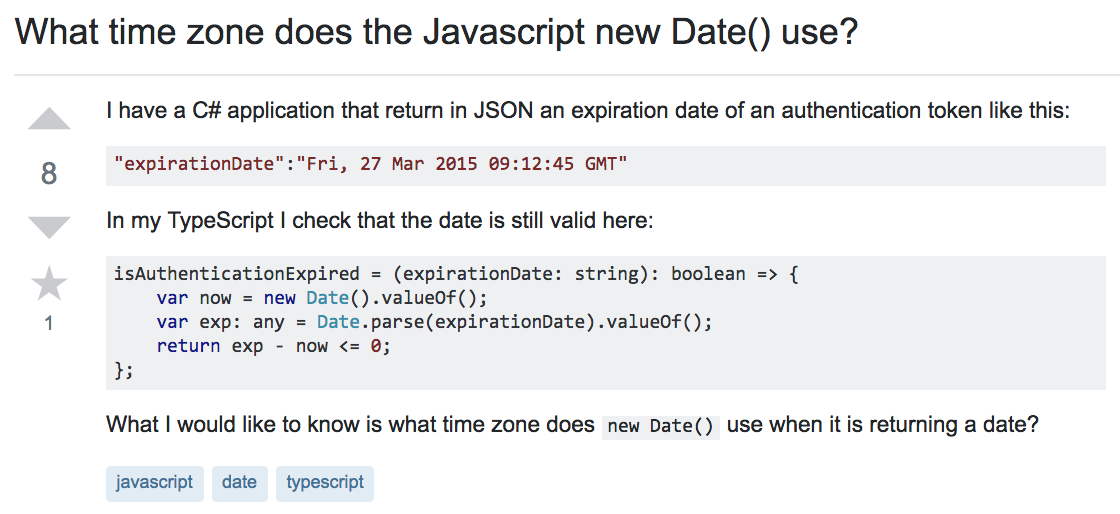 What time zone does the Javascript new Date() use?
I have a C# application that return in JSON an expiration date of an authentication token like this:
8
"expirationDate":"Fri, 27 Mar 2015 09:12:45 GMT"
In my TypeScript I check that the date is still valid here:
1
isAuthenticationExpired = (expirationDate: string): boolean => {
    var now = new Date().valueOf();
    var exp: any = Date.parse(expirationDate).valueOf();
    return exp - now <= 0;
};
What I would like to know is what time zone does new Date() use when it is returning a date?
javascript date typescript